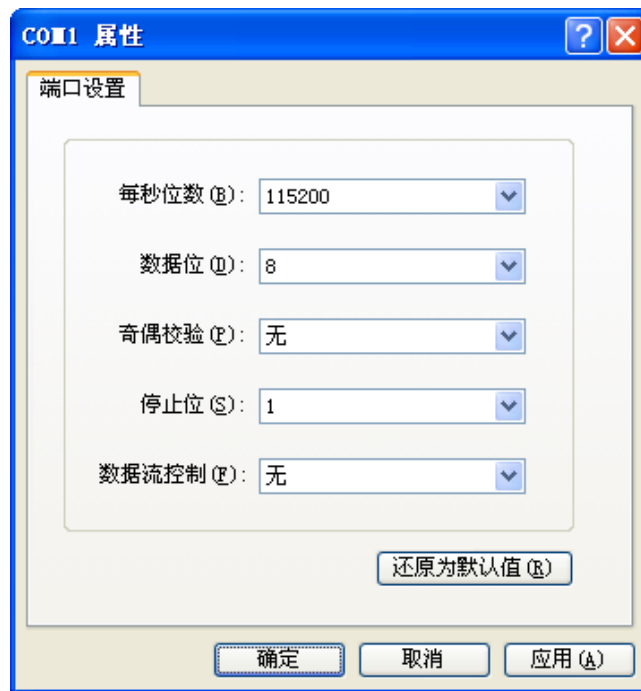 COM1 属性
端口设置
每秒位数(B): 115200
数据位(D): 8
奇偶校验(P): 无
停止位(S): 1
数据流控制(F): 无
还原为默认值(R)
确定 取消 应用(A)